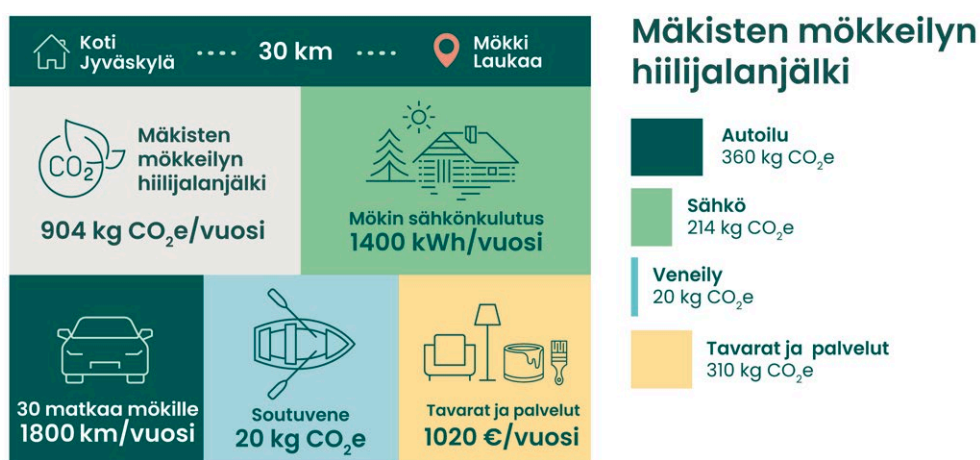 Koti
Jyväskylä
.... 30 km ....
Mökki
Laukaa
CO₂
Mäkisten
mökkeilyn
hiilijalanjälki
904 kg CO₂e/vuosi
Mökin sähkönkulutus
1400 kWh/vuosi
30 matkaa mökille
1800 km/vuosi
Soutuvene
20 kg CO₂e
Tavarat ja palvelut
1020 €/vuosi
Mäkisten mökkeilyn
hiilijalanjälki
Autoilu
360 kg CO₂e
Sähkö
214 kg CO₂e
Veneily
20 kg CO₂e
Tavarat ja palvelut
310 kg CO₂e